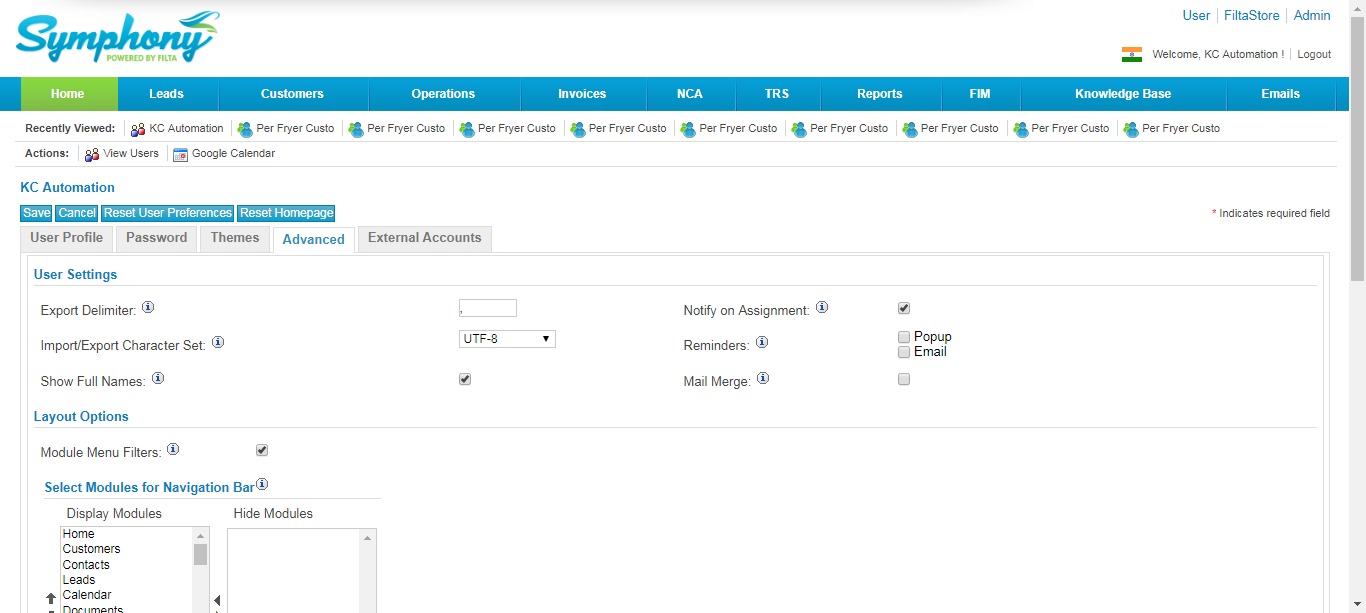 User FiltaStore Admin
Symphony
POWERED BY FILTA
Welcome, KC Automation ! Logout
Home Leads Customers Operations Invoices NCA TRS Reports FIM Knowledge Base Emails
Recently Viewed: KC Automation Per Fryer Custo Per Fryer Custo Per Fryer Custo Per Fryer Custo Per Fryer Custo Per Fryer Custo Per Fryer Custo Per Fryer Custo Per Fryer Custo
Actions: View Users Google Calendar
KC Automation
Save Cancel Reset User Preferences Reset Homepage
* Indicates required field
User Profile Password Themes Advanced External Accounts
User Settings
Export Delimiter: , Notify on Assignment:
Import/Export Character Set: UTF-8 Reminders: Popup
Email
Show Full Names: Mail Merge:
Layout Options
Module Menu Filters:
Select Modules for Navigation Bar
Display Modules Hide Modules
Home
Customers
Contacts
Leads
Calendar
Documents